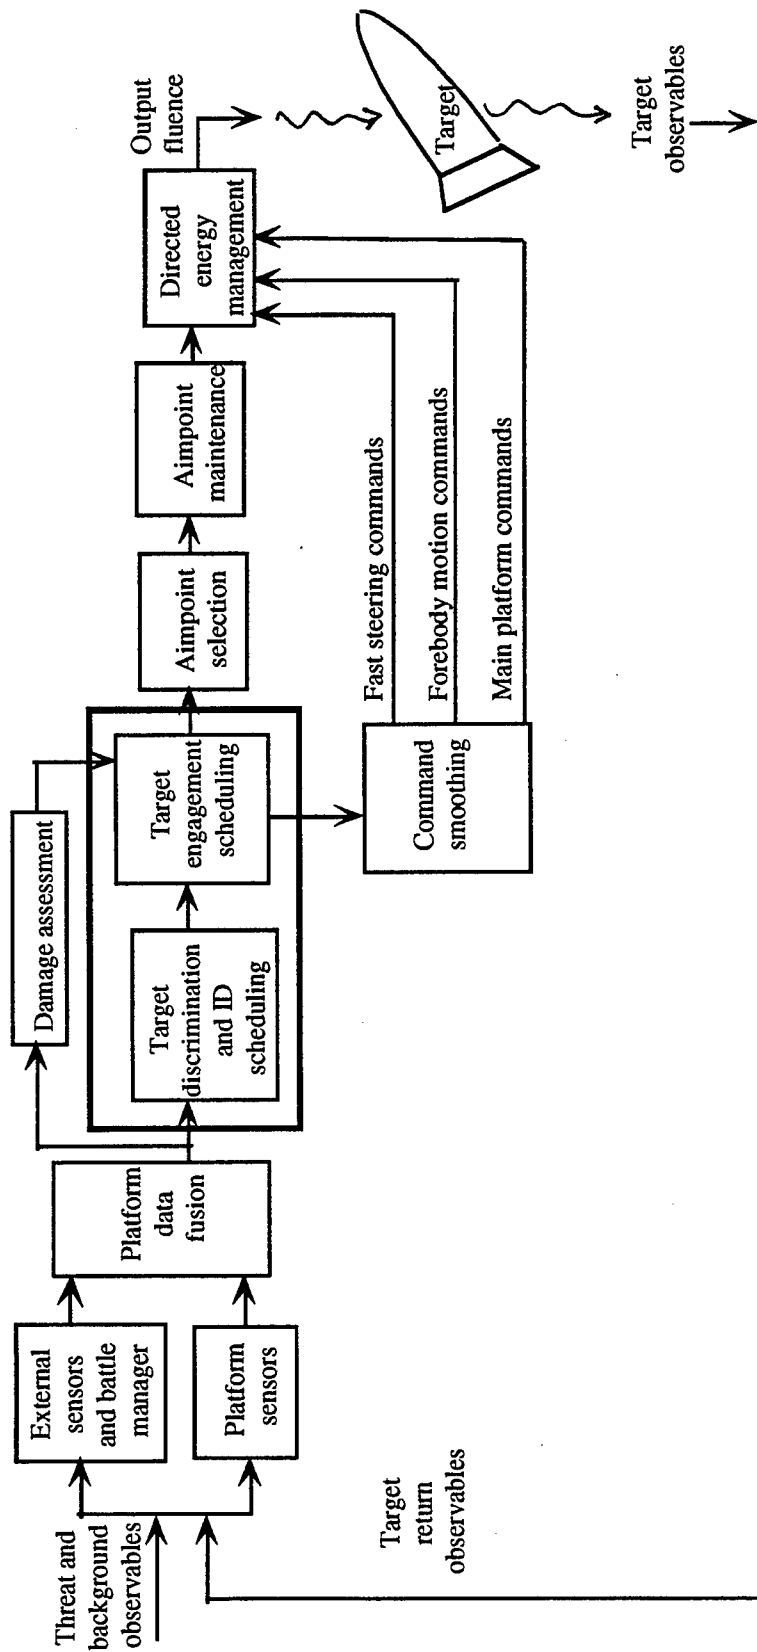 Threat and
background
observables
External
sensors
and battle
manager
Platform
sensors
Platform
data
fusion
Damage assessment
Target
discrimination
and ID
scheduling
Target
engagement
scheduling
Aimpoint
selection
Aimpoint
maintenance
Directed
energy
management
Output
fluence
Target
Target
observables
Command
smoothing
Fast steering commands
Forebody motion commands
Main platform commands
Target
return
observables